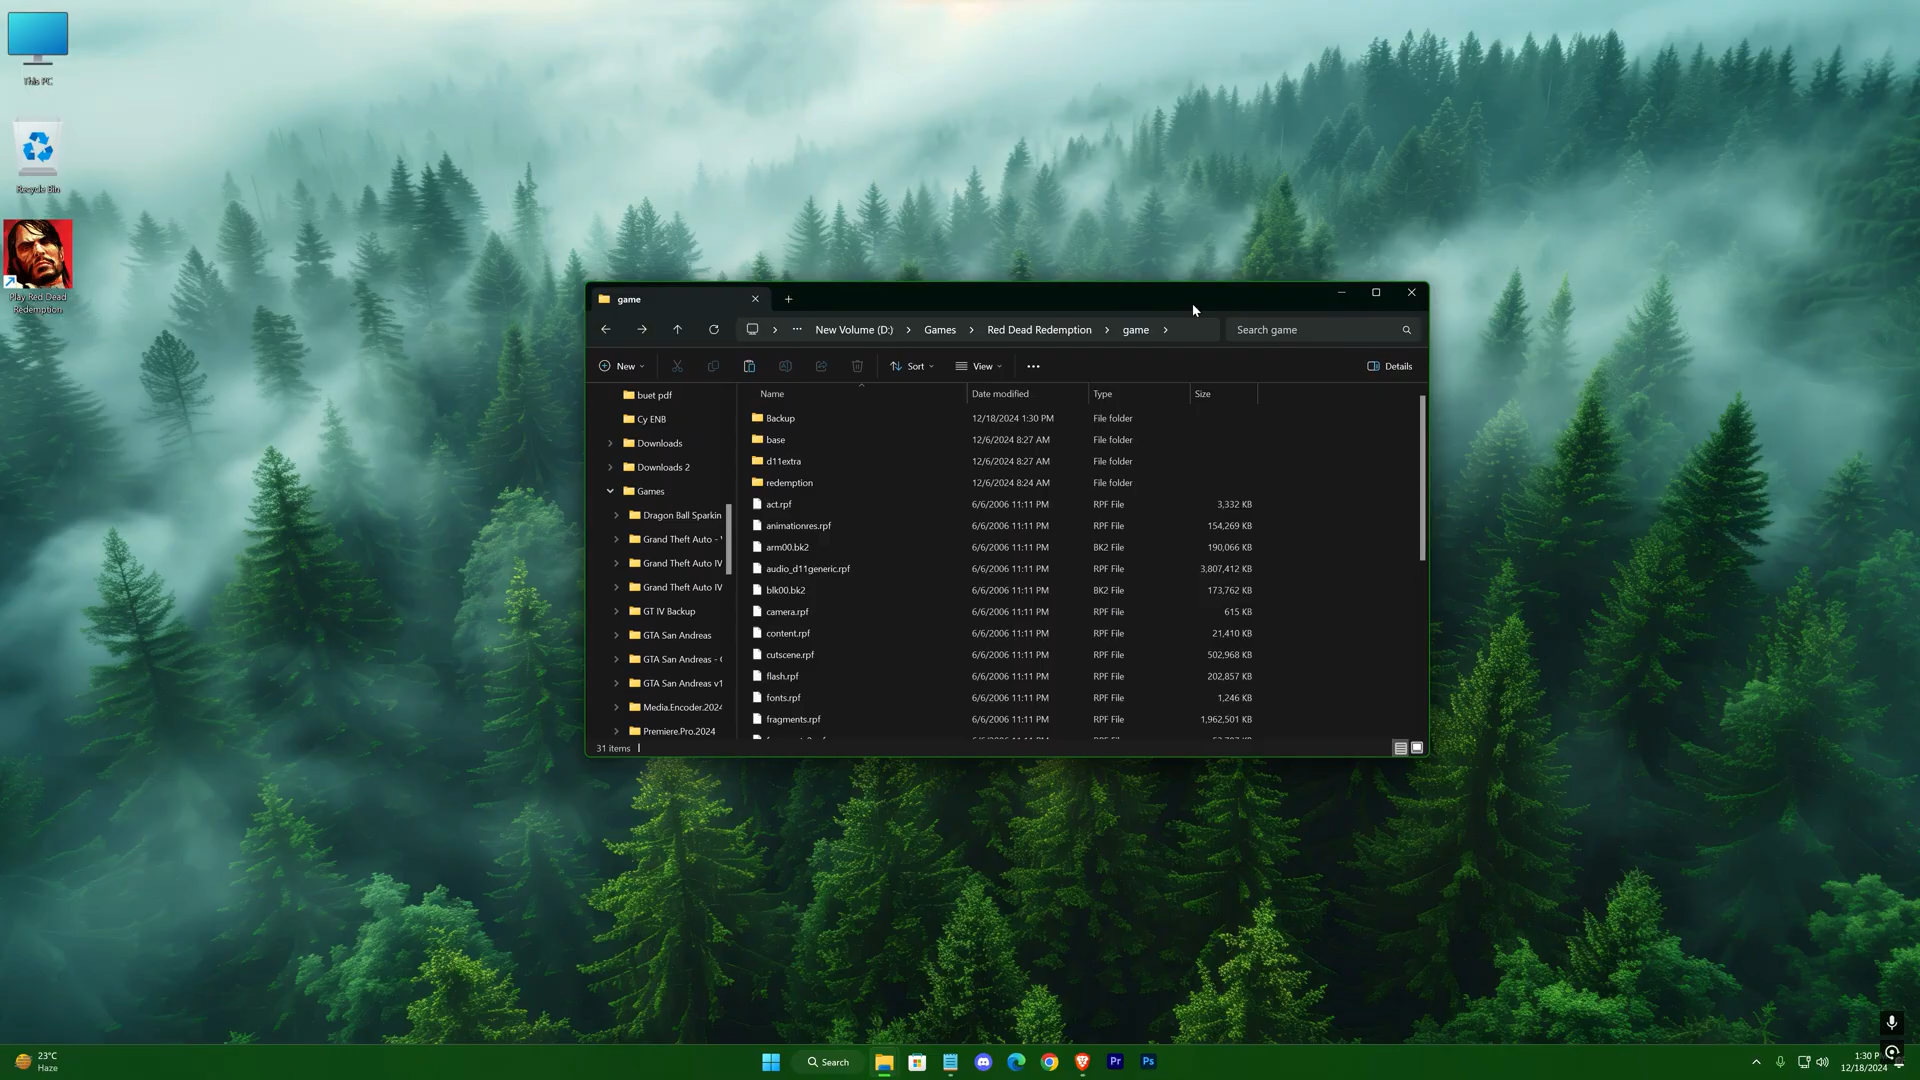 This PC
Recycle Bin
Play Red Dead
Redemption
game
New Volume (D:) Games Red Dead Redemption game
Search game
New Sort View Details
buet pdf
Cy ENB
Downloads
Downloads 2
Games
Dragon Ball Sparkin
Grand Theft Auto -
Grand Theft Auto IV
Grand Theft Auto IV
GT IV Backup
GTA San Andreas
GTA San Andreas -
GTA San Andreas v1
Media.Encoder.2024
Premiere.Pro.2024
Name Date modified Type Size
Backup 12/18/2024 1:30 PM File folder
base 12/6/2024 8:27 AM File folder
d11extra 12/6/2024 8:27 AM File folder
redemption 12/6/2024 8:24 AM File folder
act.rpf 6/6/2006 11:11 PM RPF File 3,332 KB
animationres.rpf 6/6/2006 11:11 PM RPF File 154,269 KB
arm00.bk2 6/6/2006 11:11 PM BK2 File 190,066 KB
audio_d11generic.rpf 6/6/2006 11:11 PM RPF File 3,807,412 KB
blk00.bk2 6/6/2006 11:11 PM BK2 File 173,762 KB
camera.rpf 6/6/2006 11:11 PM RPF File 615 KB
content.rpf 6/6/2006 11:11 PM RPF File 21,410 KB
cutscene.rpf 6/6/2006 11:11 PM RPF File 502,968 KB
flash.rpf 6/6/2006 11:11 PM RPF File 202,857 KB
fonts.rpf 6/6/2006 11:11 PM RPF File 1,246 KB
fragments.rpf 6/6/2006 11:11 PM RPF File 1,962,501 KB
31 items
23°C
Haze
Search
Pr
Ps
1:30 P
12/18/2024